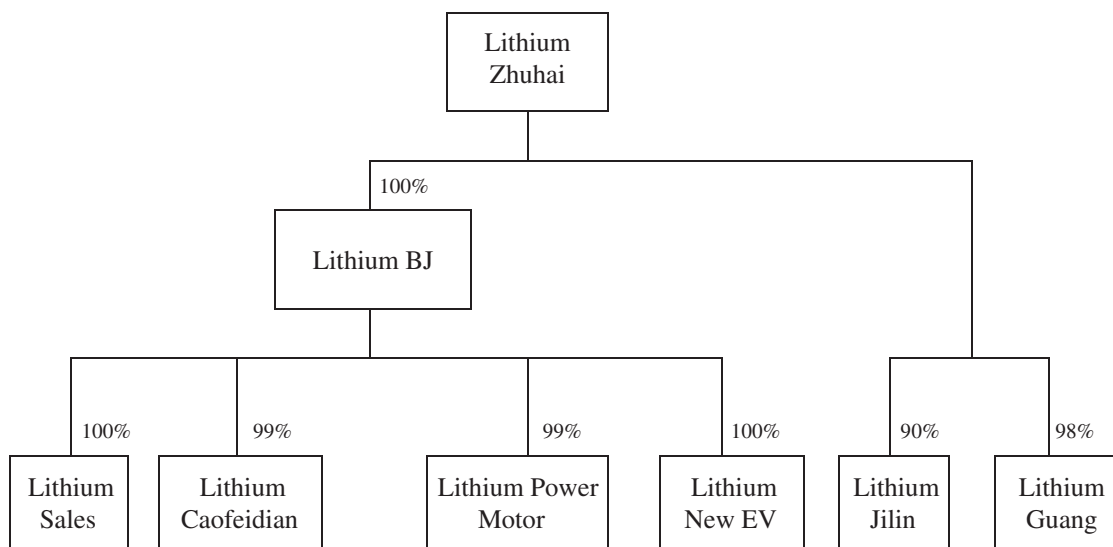 Lithium
Zhuhai
100%
Lithium BJ
100%
99%
99%
100%
90%
98%
Lithium
Sales
Lithium
Caofeidian
Lithium Power
Motor
Lithium
New EV
Lithium
Jilin
Lithium
Guang